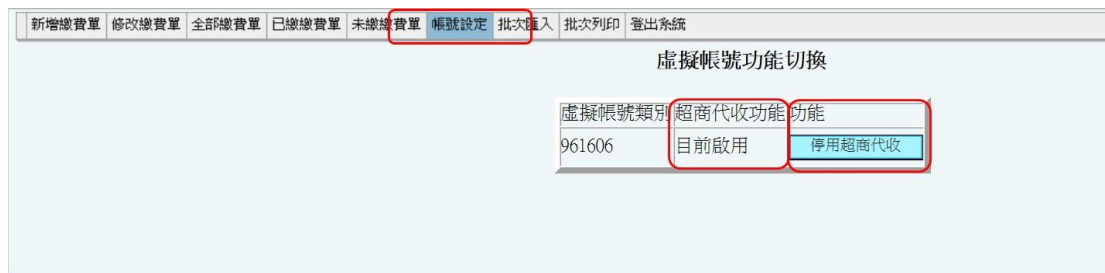 新增繳費單 修改繳費單 全部繳費單 已繳繳費單 未繳繳費單 帳號設定 批次匯入 批次列印 登出系統
虛擬帳號功能切換
虛擬帳號類別 超商代收功能 功能
961606 目前啟用 停用超商代收